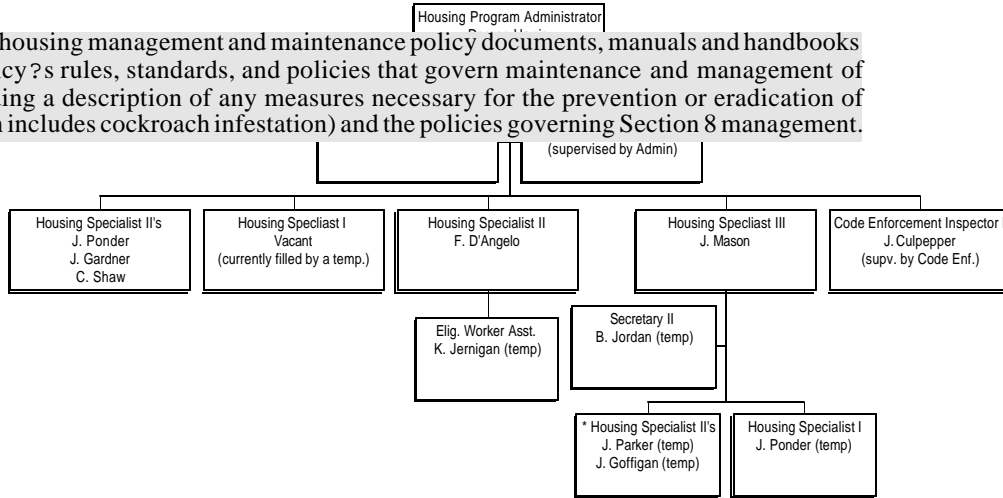 Housing Program Administrator
housing management and maintenance policy documents, manuals and handbooks
cy?s rules, standards, and policies that govern maintenance and management of
ing a description of any measures necessary for the prevention or eradication of
n includes cockroach infestation) and the policies governing Section 8 management.
(supervised by Admin)
Housing Specialist II's
J. Ponder
J. Gardner
C. Shaw
Housing Specliast I
Vacant
(currently filled by a temp.)
Housing Specialist II
F. D'Angelo
Housing Specliast III
J. Mason
Code Enforcement Inspector
J. Culpepper
(supv. by Code Enf.)
Elig. Worker Asst.
K. Jernigan (temp)
Secretary II
B. Jordan (temp)
* Housing Specialist II's
J. Parker (temp)
J. Goffigan (temp)
Housing Specialist I
J. Ponder (temp)